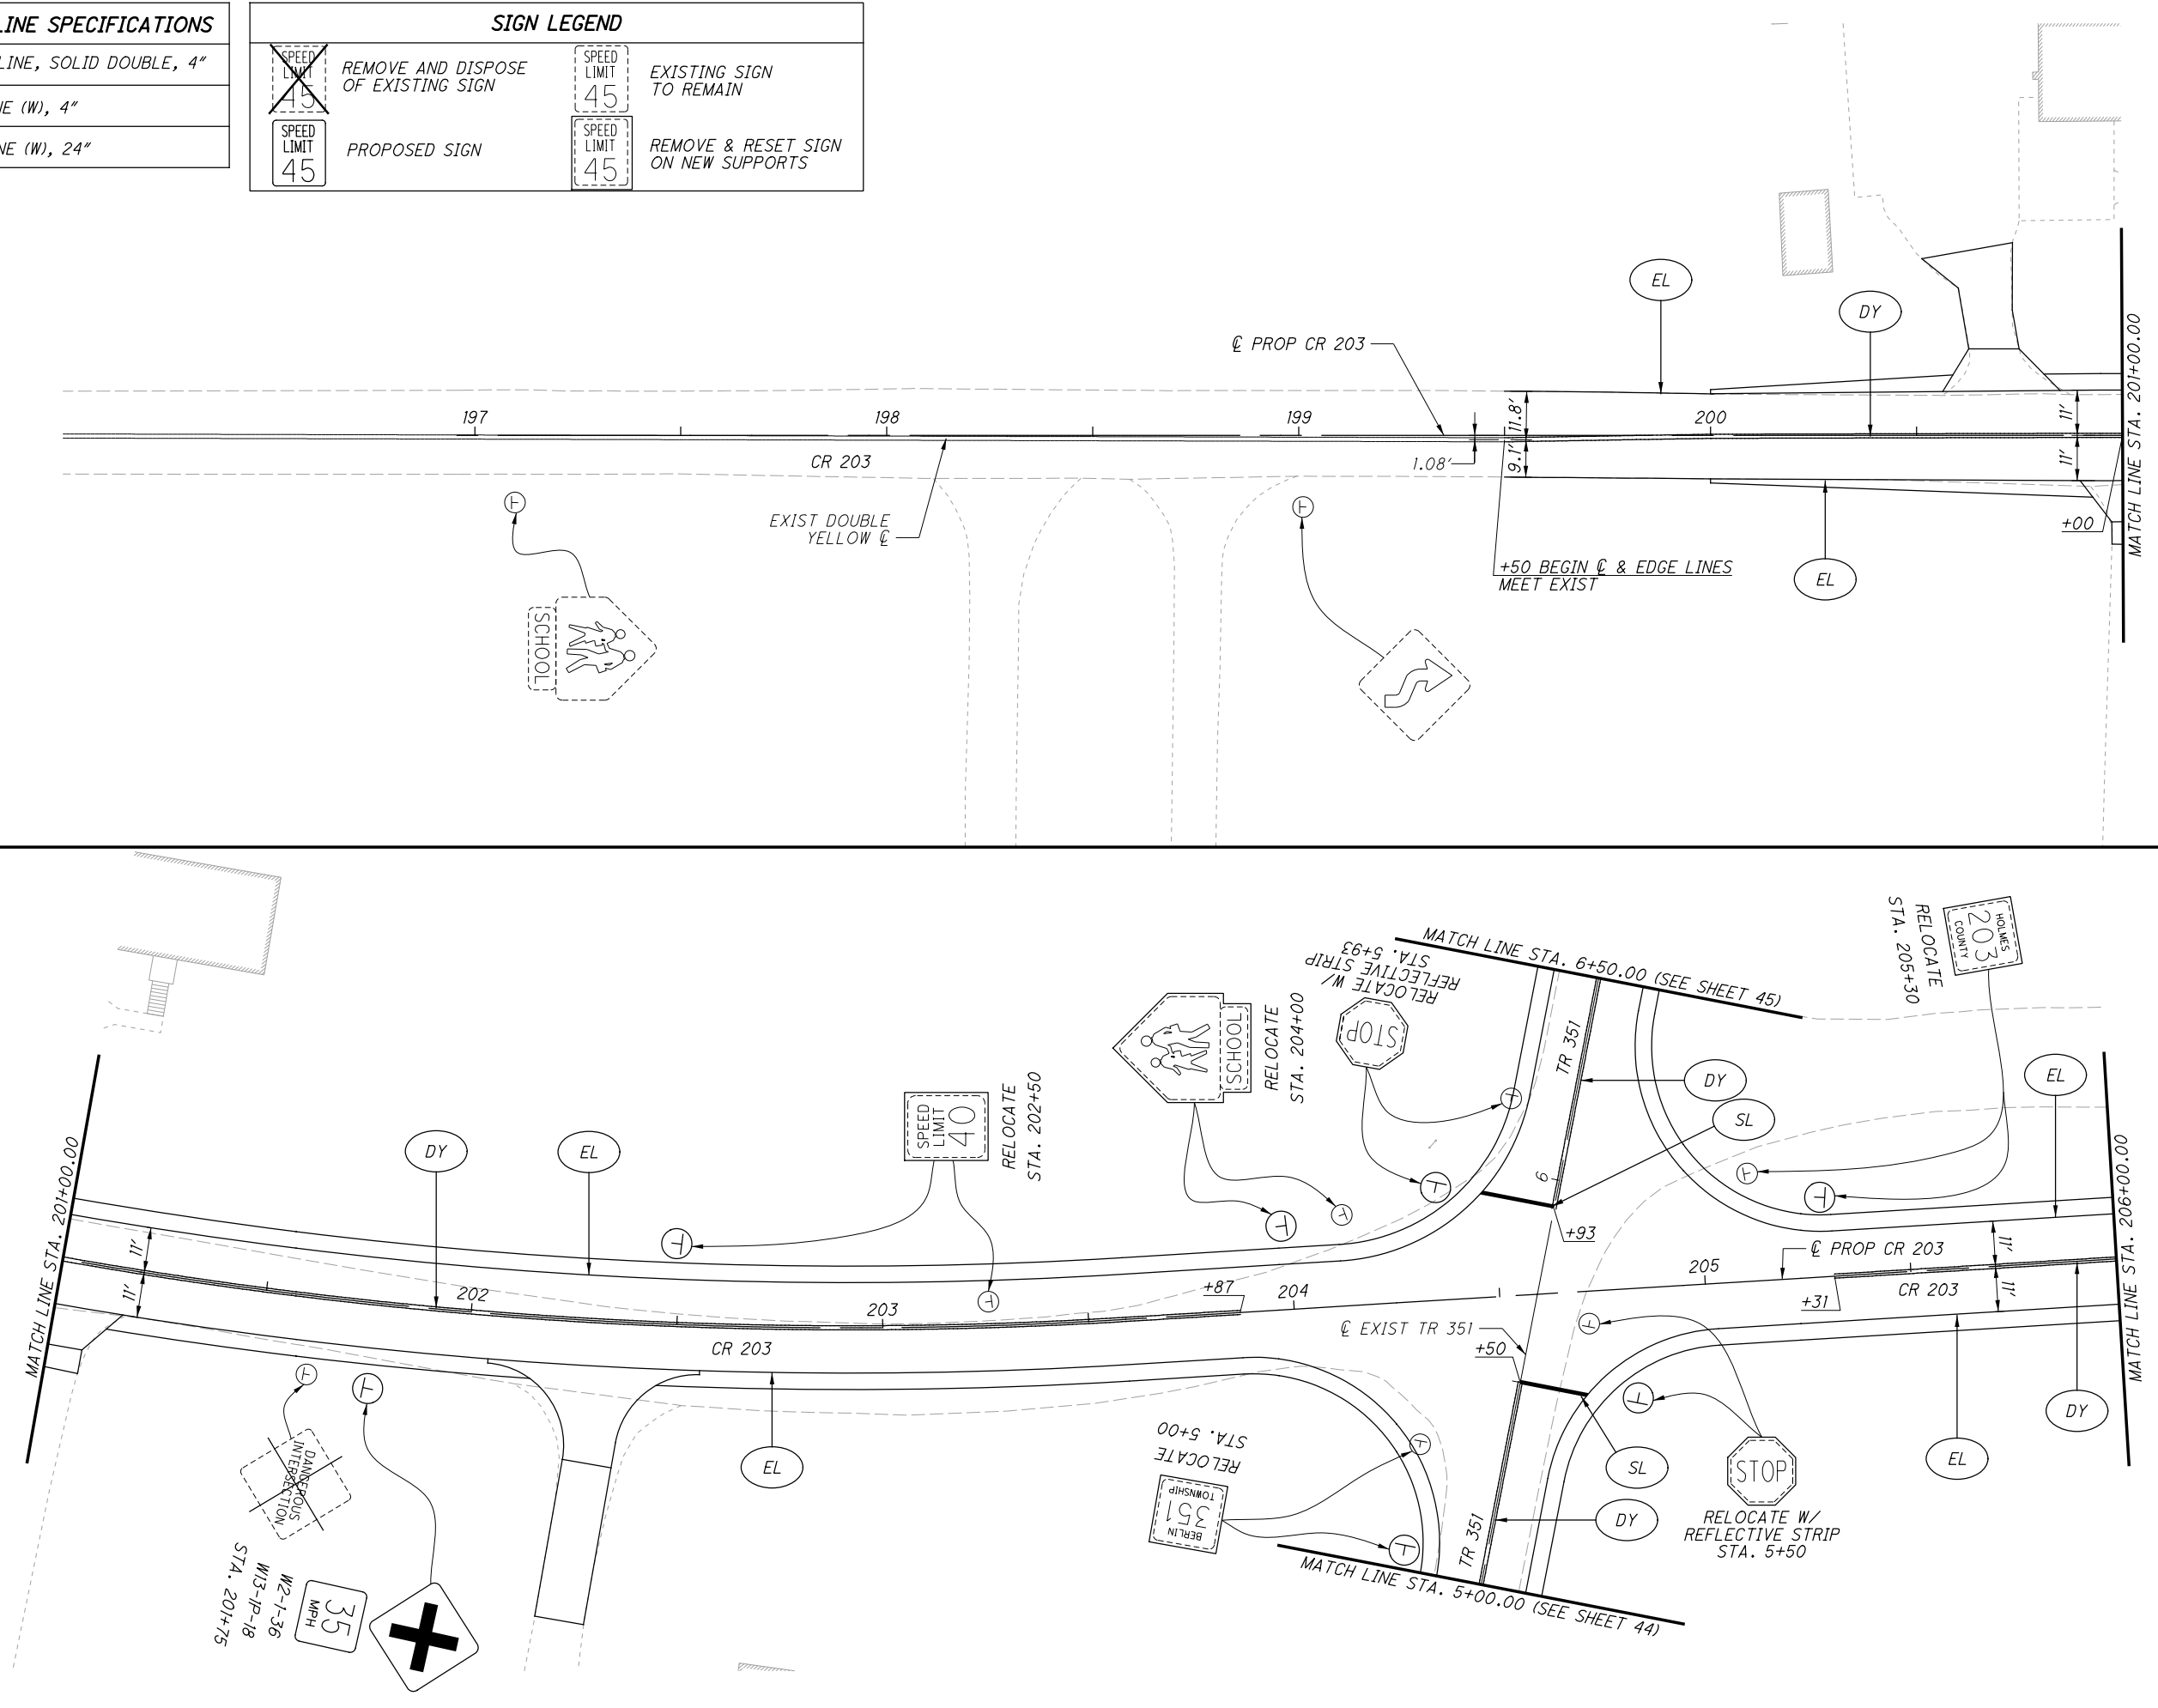 LINE SPECIFICATIONS
LINE, SOLID DOUBLE, 4"
NE (W), 4"
NE (W), 24"
SIGN LEGEND
SPEED
LIMIT
45
REMOVE AND DISPOSE
OF EXISTING SIGN
SPEED
LIMIT
45
EXISTING SIGN
TO REMAIN
SPEED
LIMIT
45
PROPOSED SIGN
SPEED
LIMIT
45
REMOVE & RESET SIGN
ON NEW SUPPORTS
EL
DY
℄ PROP CR 203
197
198
199
200
11.8'
9.1'
1.08'
11'
11'
CR 203
EXIST DOUBLE
YELLOW ℄
+50 BEGIN ℄ & EDGE LINES
MEET EXIST
EL
+00
MATCH LINE STA. 201+00.00
SCHOOL
MATCH LINE STA. 201+00.00
11'
11'
DY
EL
SPEED
LIMIT
40
RELOCATE
STA. 202+50
SCHOOL
RELOCATE
STA. 204+00
RELOCATE W/
REFLECTIVE STRIP
STA. 5+93
STOP
MATCH LINE STA. 6+50.00 (SEE SHEET 45)
TR 351
6
DY
SL
+93
HOLMES
203
COUNTY
RELOCATE
STA. 205+30
EL
202
203
+87
204
205
℄ PROP CR 203
+31
CR 203
11'
11'
MATCH LINE STA. 206+00.00
CR 203
℄ EXIST TR 351
+50
EL
DANGEROUS
INTERSECTION
35
MPH
W2-1-36
W13-1P-18
STA. 201+75
BERLIN
351
TOWNSHIP
RELOCATE
STA. 5+00
TR 351
MATCH LINE STA. 5+00.00 (SEE SHEET 44)
SL
DY
STOP
RELOCATE W/
REFLECTIVE STRIP
STA. 5+50
EL
DY